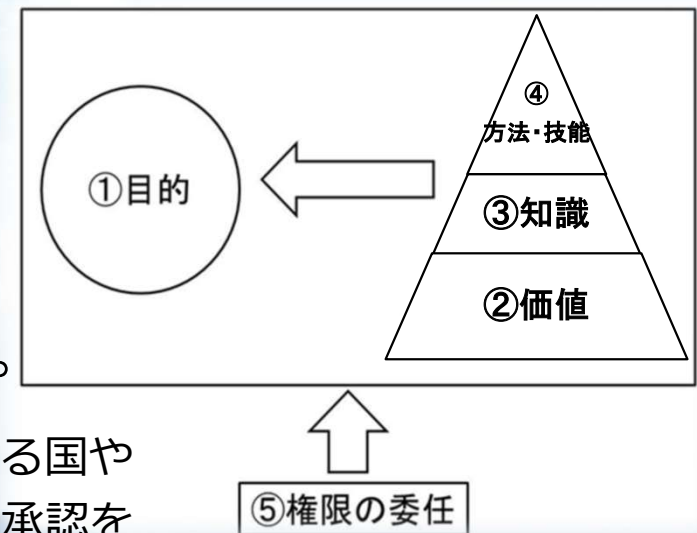 ④
方法・技能
①目的
③知識
②価値
。
る国や
⑤権限の委任
承認を